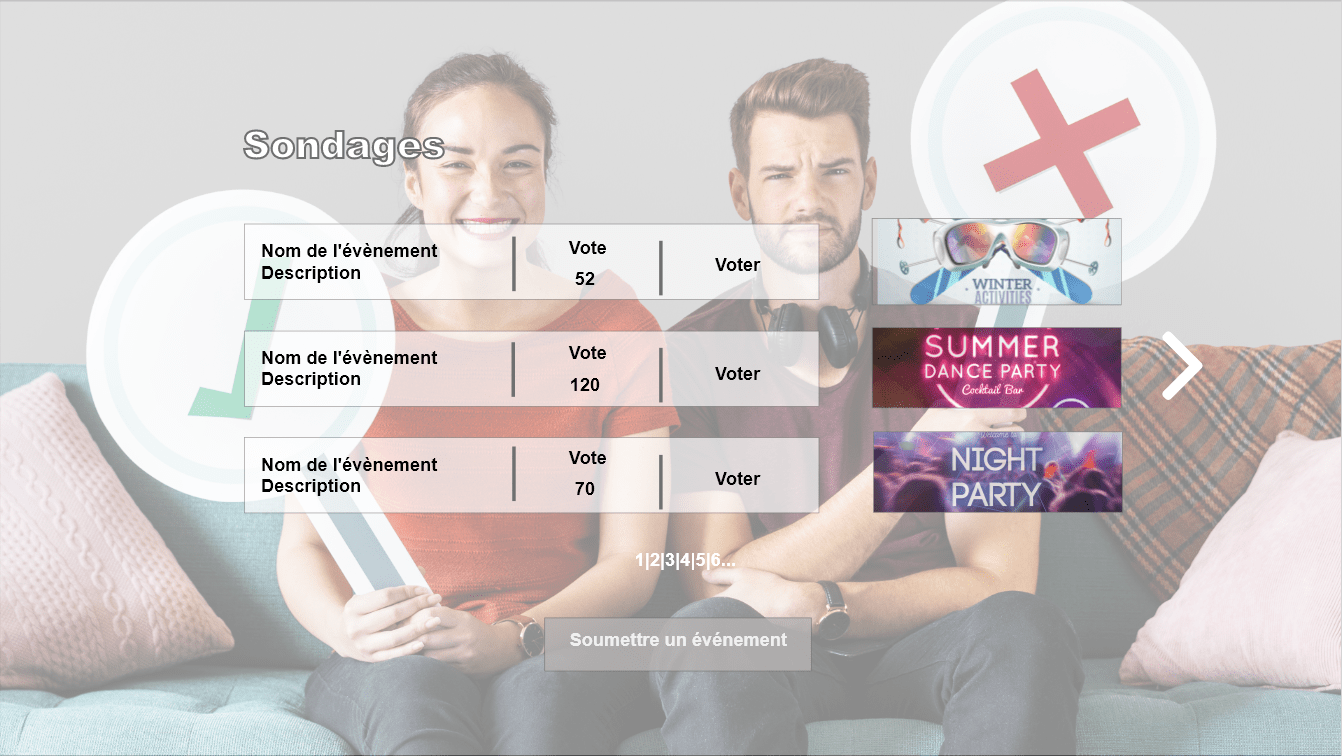 Sondages
Nom de l'évènement
Description
Vote
52
Voter
WINTER
ACTIVITIES
Nom de l'évènement
Description
Vote
120
Voter
SUMMER
DANCE PARTY
Cocktail Bar
Nom de l'évènement
Description
Vote
70
Voter
Welcome to
NIGHT
PARTY
1|2|3|4|5|6...
Soumettre un événement